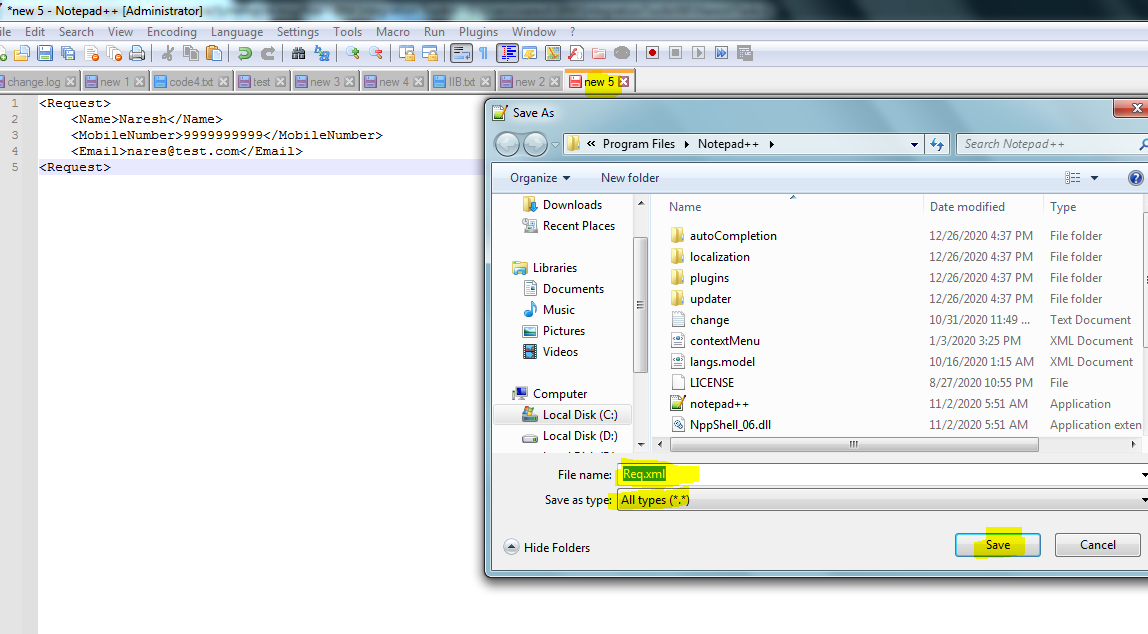 *new 5 - Notepad++ [Administrator]
ile Edit Search View Encoding Language Settings Tools Macro Run Plugins Window ?
change.log new 1 code4.txt test new 3 new 4 IIB.txt new 2 new 5
1 <Request>
2 <Name>Naresh</Name>
3 <MobileNumber>9999999999</MobileNumber>
4 <Email>nares@test.com</Email>
5 <Request>
Save As
« Program Files Notepad++ Search Notepad++
Organize New folder
Downloads
Recent Places
Libraries
Documents
Music
Pictures
Videos
Computer
Local Disk (C:)
Local Disk (D:)
Name Date modified Type
autoCompletion 12/26/2020 4:37 PM File folder
localization 12/26/2020 4:37 PM File folder
plugins 12/26/2020 4:37 PM File folder
updater 12/26/2020 4:37 PM File folder
change 10/31/2020 11:49 ... Text Document
contextMenu 1/3/2020 3:25 PM XML Document
langs.model 10/16/2020 1:15 AM XML Document
LICENSE 8/27/2020 10:55 PM File
notepad++ 11/2/2020 5:51 AM Application
NppShell_06.dll 11/2/2020 5:51 AM Application exten
File name: Req.xml
Save as type: All types (*.*)
Hide Folders Save Cancel